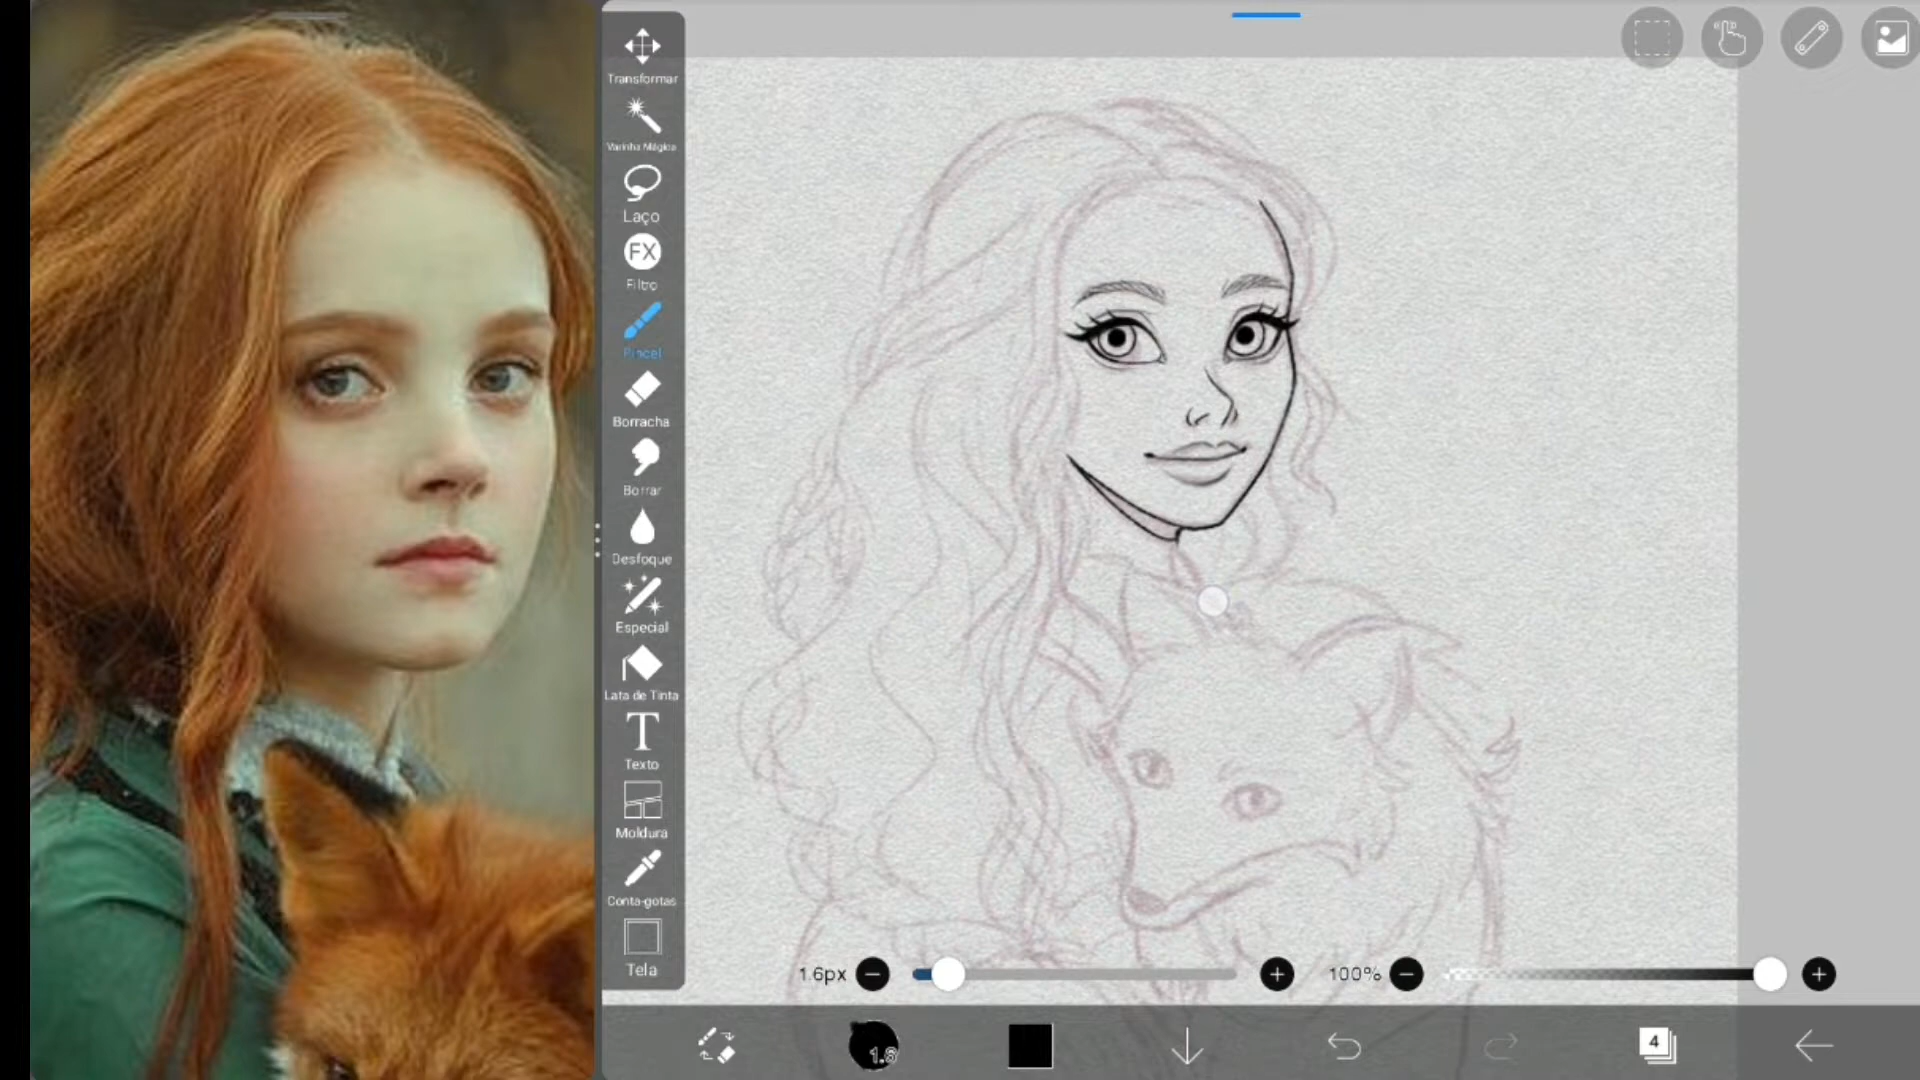 Transformar
Varinha Mágica
Laço
FX
Filtro
Pincel
Borracha
Borrar
Desfoque
Especial
Lata de Tinta
T
Texto
Moldura
Conta-gotas
Tela
1.6px
100%
1.8
4